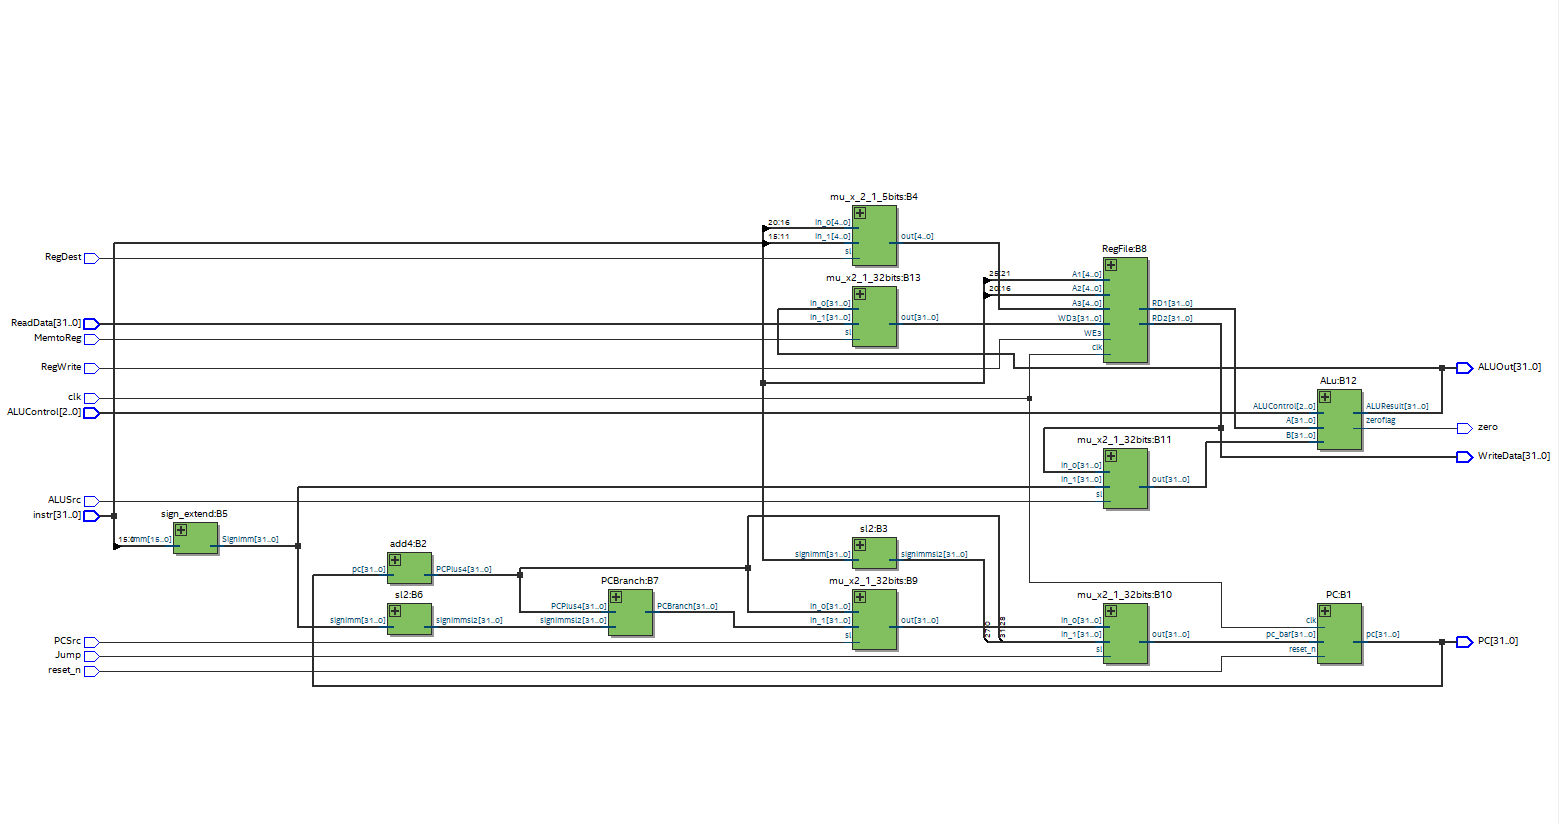 mu_x_2_1_5bits:B4
20:16
in_0[4..0]
15:11
in_1[4..0]
sl
out[4..0]
RegDest
mu_x2_1_32bits:B13
in_0[31..0]
in_1[31..0]
sl
out[31..0]
RegFile:B8
25:21
A1[4..0]
20:16
A2[4..0]
A3[4..0]
WD3[31..0]
WE3
clk
RD1[31..0]
RD2[31..0]
ReadData[31..0]
MemtoReg
RegWrite
clk
ALUControl[2..0]
ALu:B12
ALUControl[2..0]
A[31..0]
B[31..0]
ALUResult[31..0]
zeroflag
ALUOut[31..0]
zero
WriteData[31..0]
mu_x2_1_32bits:B11
in_0[31..0]
in_1[31..0]
sl
out[31..0]
ALUSrc
instr[31..0]
sign_extend:B5
15:0
imm[15..0]
SignImm[31..0]
add4:B2
pc[31..0]
PCPlus4[31..0]
sl2:B6
signimm[31..0]
signimmsl2[31..0]
PCBranch:B7
PCPlus4[31..0]
signimmsl2[31..0]
PCBranch[31..0]
sl2:B3
signimm[31..0]
signimmsl2[31..0]
mu_x2_1_32bits:B9
in_0[31..0]
in_1[31..0]
sl
out[31..0]
27:0
31:28
mu_x2_1_32bits:B10
in_0[31..0]
in_1[31..0]
sl
out[31..0]
PC:B1
clk
pc_bar[31..0]
reset_n
pc[31..0]
PC[31..0]
PCSrc
Jump
reset_n